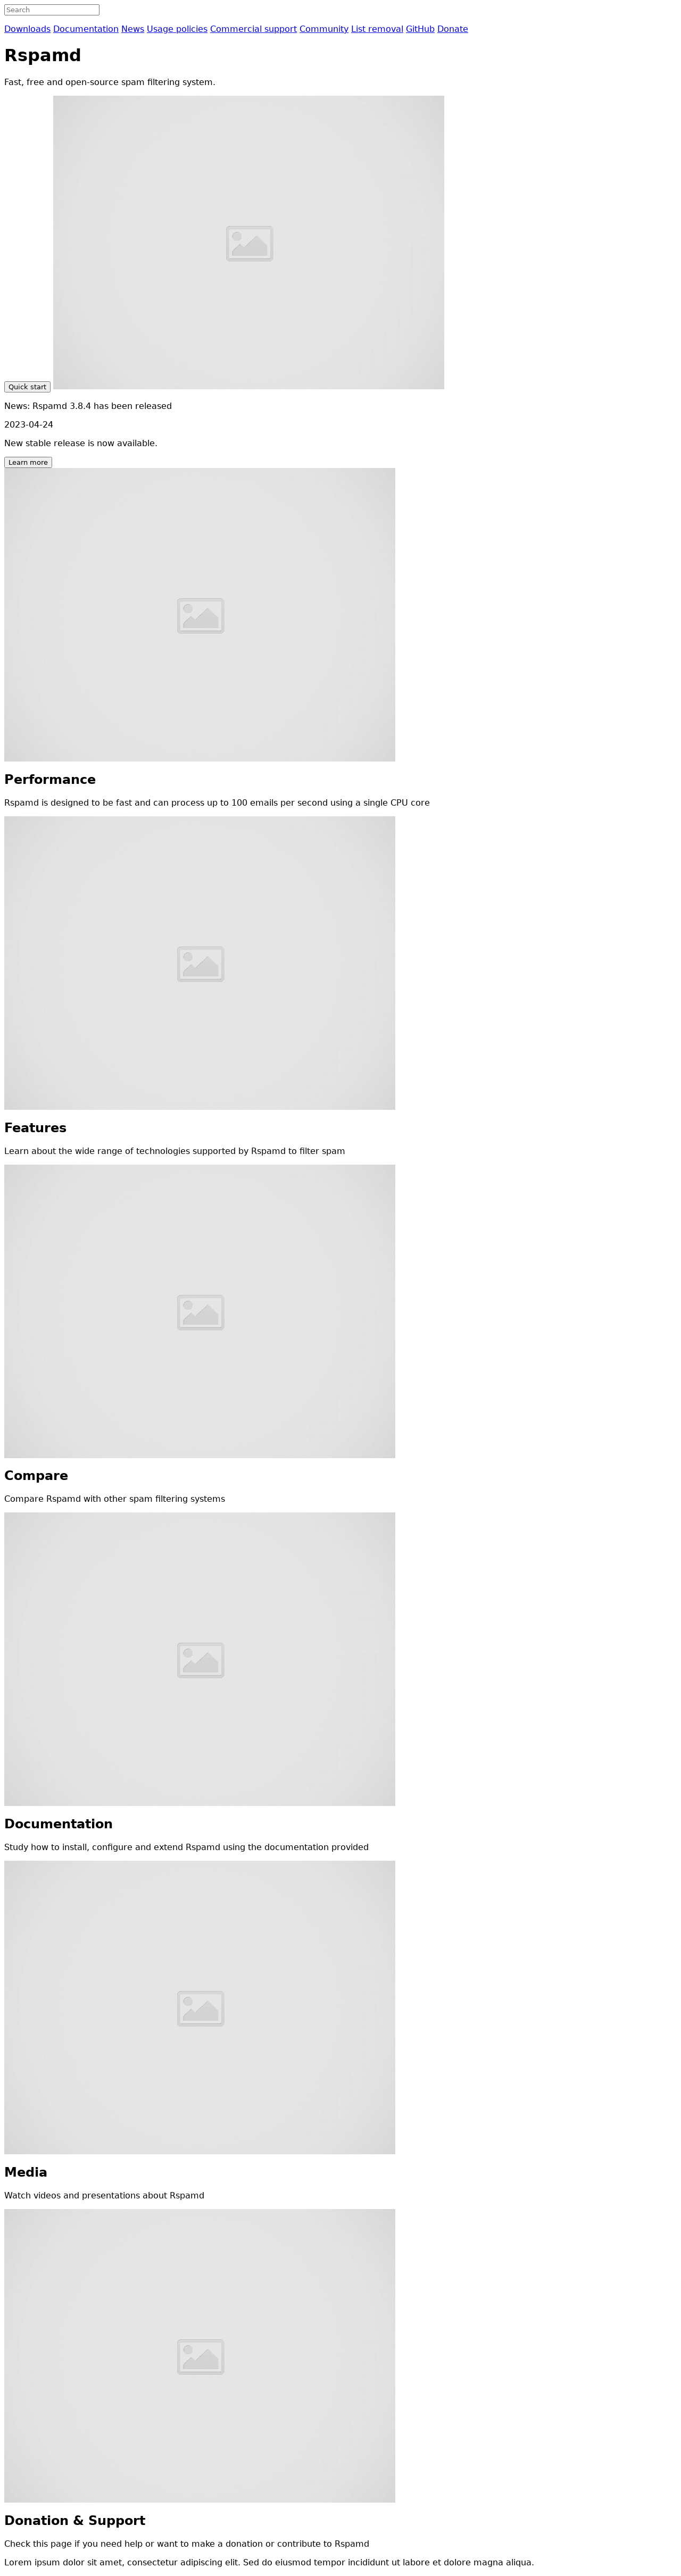 Search
Downloads Documentation News Usage policies Commercial support Community List removal GitHub Donate
Rspamd
Fast, free and open-source spam filtering system.
Quick start
News: Rspamd 3.8.4 has been released
2023-04-24
New stable release is now available.
Learn more
Performance
Rspamd is designed to be fast and can process up to 100 emails per second using a single CPU core
Features
Learn about the wide range of technologies supported by Rspamd to filter spam
Compare
Compare Rspamd with other spam filtering systems
Documentation
Study how to install, configure and extend Rspamd using the documentation provided
Media
Watch videos and presentations about Rspamd
Donation & Support
Check this page if you need help or want to make a donation or contribute to Rspamd
Lorem ipsum dolor sit amet, consectetur adipiscing elit. Sed do eiusmod tempor incididunt ut labore et dolore magna aliqua.